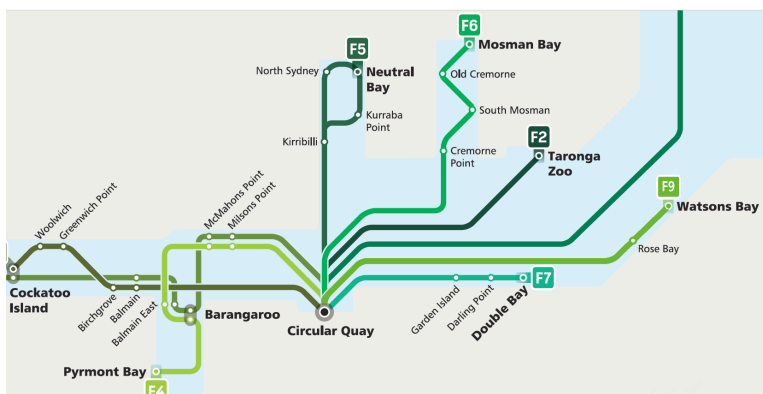 F6
Mosman Bay
F5
North Sydney
Neutral
Bay
Old Cremorne
South Mosman
Kurraba
Point
Kirribilli
Cremorne
Point
F2
Taronga
Zoo
F9
Watsons Bay
Rose Bay
McMahons Point
Milsons Point
Woolwich
Greenwich Point
Cockatoo
Island
Birchgrove
Balmain
Balmain East
Barangaroo
Circular Quay
Garden Island
Darling Point
Double Bay
F7
Pyrmont Bay
F4